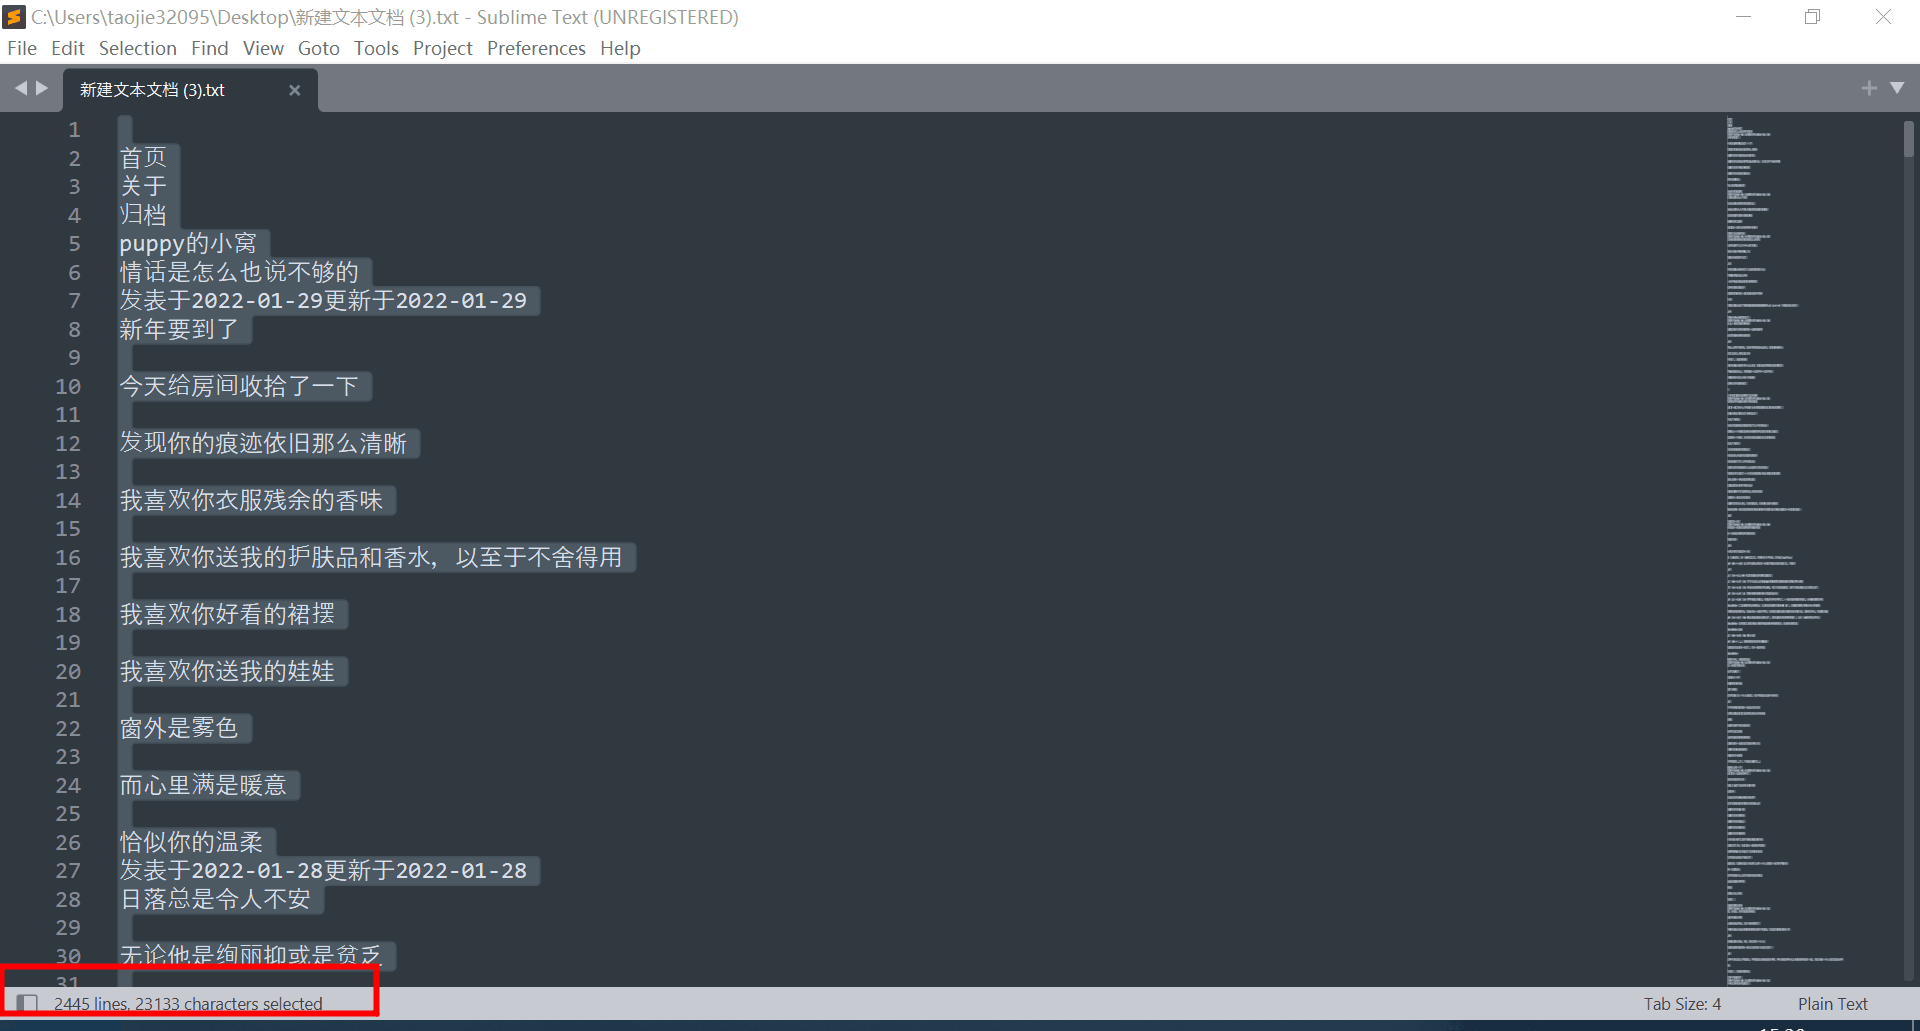 C:\Users\taojie32095\Desktop\新建文本文档 (3).txt - Sublime Text (UNREGISTERED)
File Edit Selection Find View Goto Tools Project Preferences Help
新建文本文档 (3).txt
1
2 首页
3 关于
4 归档
5 puppy的小窝
6 情话是怎么也说不够的
7 发表于2022-01-29更新于2022-01-29
8 新年要到了
9
10 今天给房间收拾了一下
11
12 发现你的痕迹依旧那么清晰
13
14 我喜欢你衣服残余的香味
15
16 我喜欢你送我的护肤品和香水，以至于不舍得用
17
18 我喜欢你好看的裙摆
19
20 我喜欢你送我的娃娃
21
22 窗外是雾色
23
24 而心里满是暖意
25
26 恰似你的温柔
27 发表于2022-01-28更新于2022-01-28
28 日落总是令人不安
29
30 无论他是绚丽抑或是贫乏
31
2445 lines, 23133 characters selected
Tab Size: 4
Plain Text